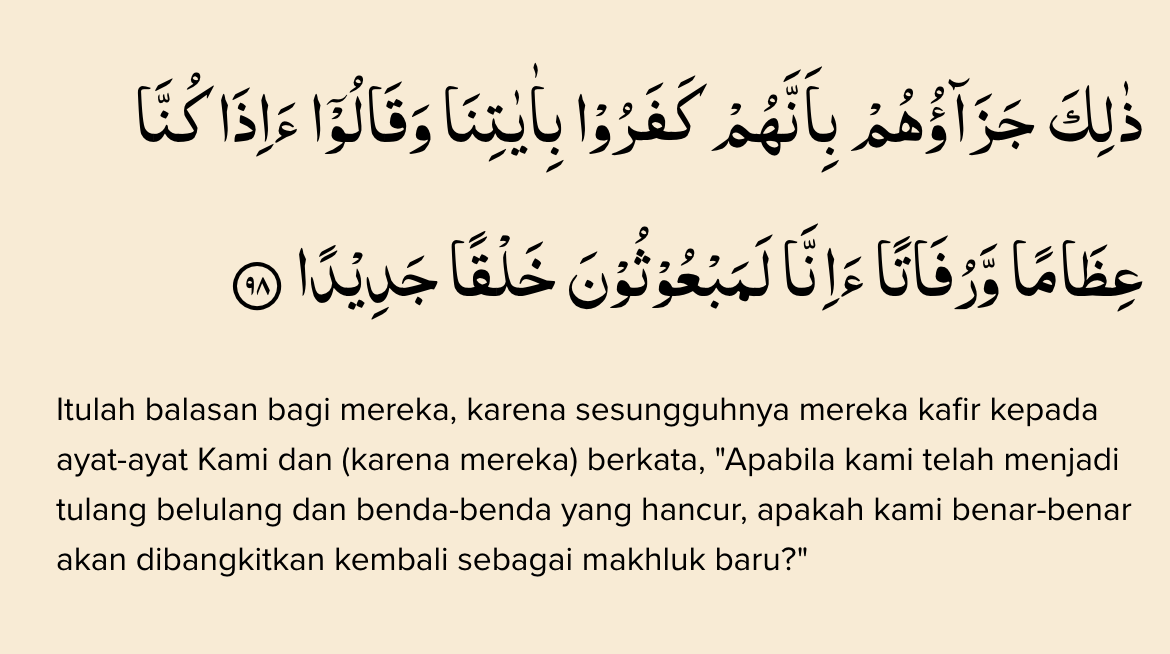 ذٰلِكَ جَزَآؤُهُمْ بِاَنَّهُمْ كَفَرُوْا بِاٰيٰتِنَا وَقَالُوْٓا ءَاِذَا كُنَّا
عِظَامًا وَّرُفَاتًا ءَاِنَّا لَمَبْعُوْثُوْنَ خَلْقًا جَدِيْدًا ٩٨
Itulah balasan bagi mereka, karena sesungguhnya mereka kafir kepada
ayat-ayat Kami dan (karena mereka) berkata, "Apabila kami telah menjadi
tulang belulang dan benda-benda yang hancur, apakah kami benar-benar
akan dibangkitkan kembali sebagai makhluk baru?"